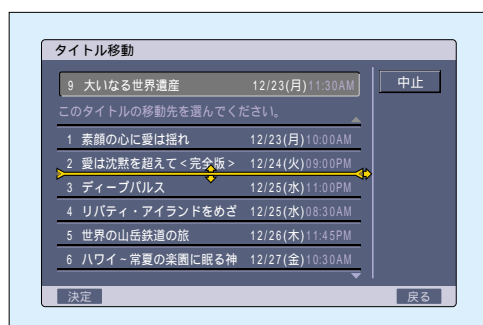 タイトル移動
9 大いなる世界遺産 12/23(月)11:30AM 中止
このタイトルの移動先を選んでください。
1 素顔の心に愛は揺れ 12/23(月)10:00AM
2 愛は沈黙を超えて<完全版> 12/24(火)09:00PM
3 ディープパルス 12/25(水)11:00PM
4 リバティ・アイランドをめざ 12/25(水)08:30AM
5 世界の山岳鉄道の旅 12/26(木)11:45PM
6 ハワイ~常夏の楽園に眠る神 12/27(金)10:30AM
決定 戻る